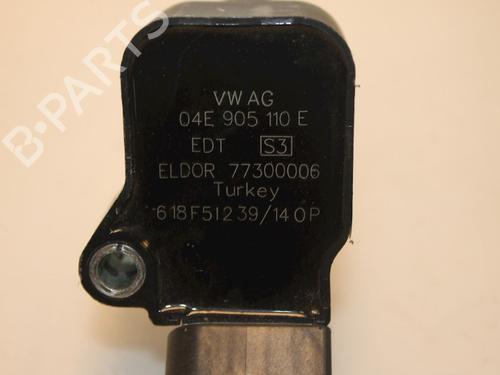 B-PARTS
VW AG
04E 905 110 E
EDT S3
ELDOR 77300006
Turkey
618F51239/140P